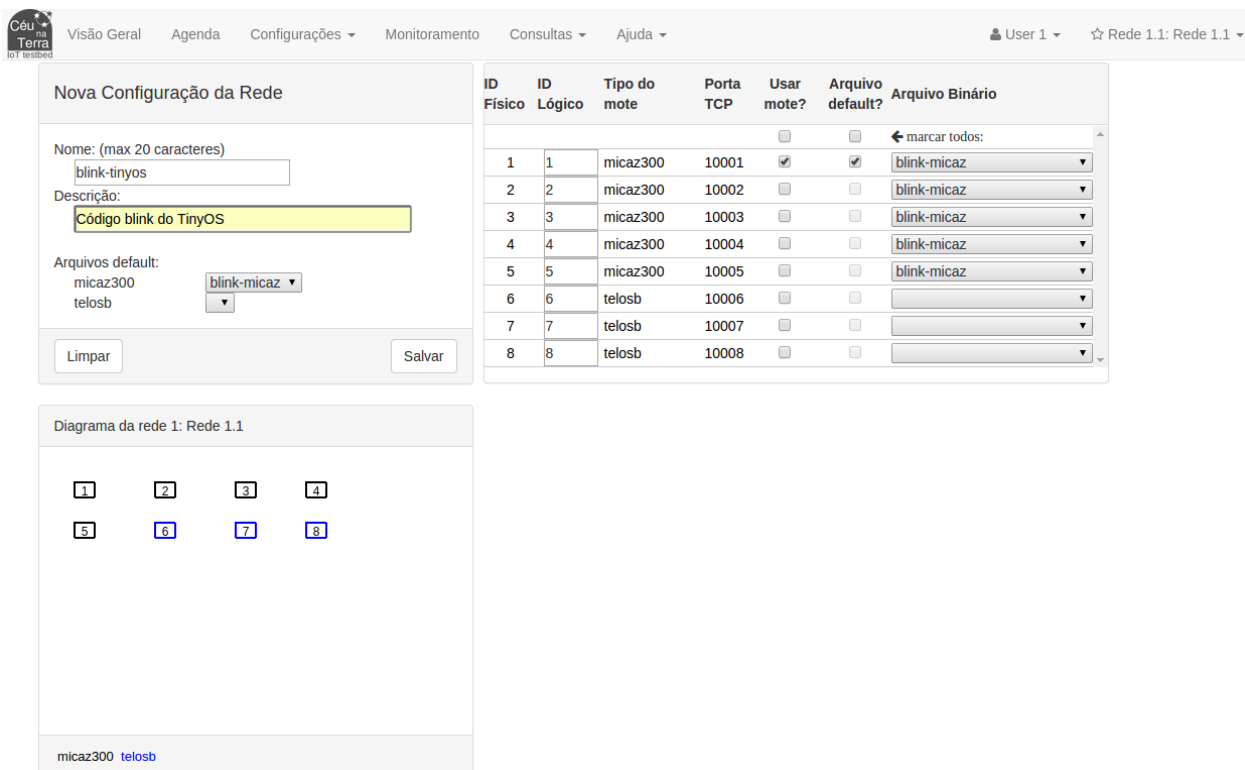 Céu
na
Terra
IoT testbed
Visão Geral Agenda Configurações Monitoramento Consultas Ajuda User 1 Rede 1.1: Rede 1.1
Nova Configuração da Rede
Nome: (max 20 caracteres)
blink-tinyos
Descrição:
Código blink do TinyOS
Arquivos default:
micaz300 blink-micaz
telosb
Limpar Salvar
ID Físico ID Lógico Tipo do mote Porta TCP Usar mote? Arquivo default? Arquivo Binário
marcar todos:
1 1 micaz300 10001 blink-micaz
2 2 micaz300 10002 blink-micaz
3 3 micaz300 10003 blink-micaz
4 4 micaz300 10004 blink-micaz
5 5 micaz300 10005 blink-micaz
6 6 telosb 10006
7 7 telosb 10007
8 8 telosb 10008
Diagrama da rede 1: Rede 1.1
1 2 3 4
5 6 7 8
micaz300 telosb